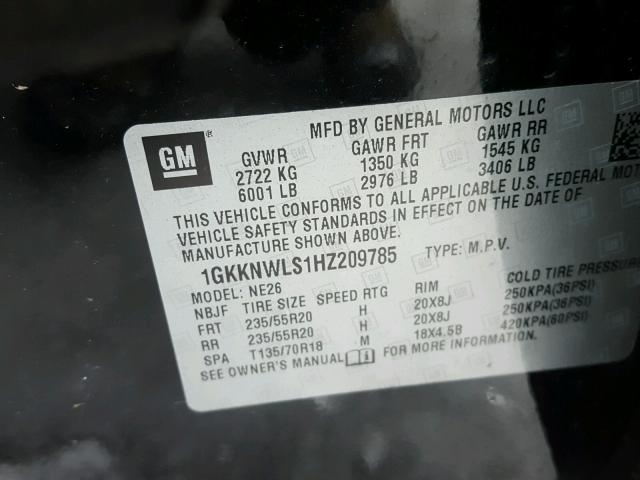 MFD BY GENERAL MOTORS LLC
GM
®
GVWR GAWR FRT GAWR RR
2722 KG 1350 KG 1545 KG
6001 LB 2976 LB 3406 LB
THIS VEHICLE CONFORMS TO ALL APPLICABLE U.S. FEDERAL MOT
VEHICLE SAFETY STANDARDS IN EFFECT ON THE DATE OF
MANUFACTURE SHOWN ABOVE.
1GKKNWLS1HZ209785 TYPE: M.P.V.
MODEL: NE26
NBJF TIRE SIZE SPEED RTG RIM COLD TIRE PRESSURE
FRT 235/55R20 H 20X8J 250KPA(36PSI)
RR 235/55R20 H 20X8J 250KPA(36PSI)
SPA T135/70R18 M 18X4.5B 420KPA(60PSI)
SEE OWNER'S MANUAL FOR MORE INFORMATION.